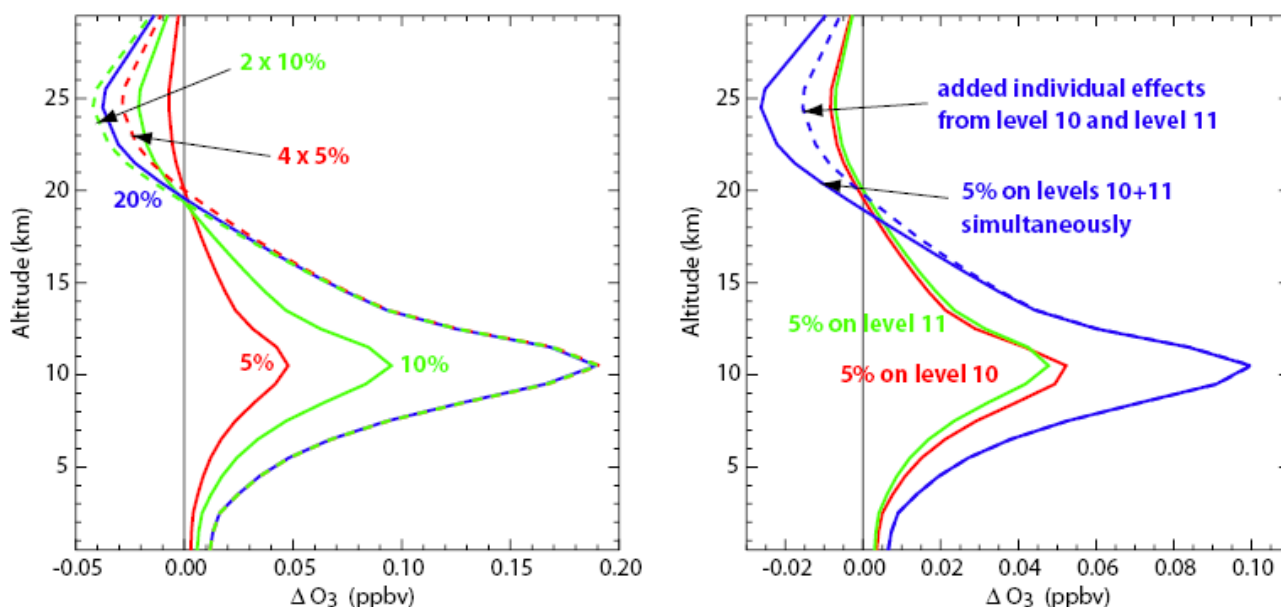 2 x 10%
4 x 5%
20%
5%
10%
25
20
15
10
5
Altitude (km)
-0.05
0.00
0.05
0.10
0.15
0.20
Δ O3 (ppbv)
added individual effects
from level 10 and level 11
5% on levels 10+11
simultaneously
5% on level 11
5% on level 10
25
20
15
10
5
Altitude (km)
-0.02
0.00
0.02
0.04
0.06
0.08
0.10
Δ O3 (ppbv)